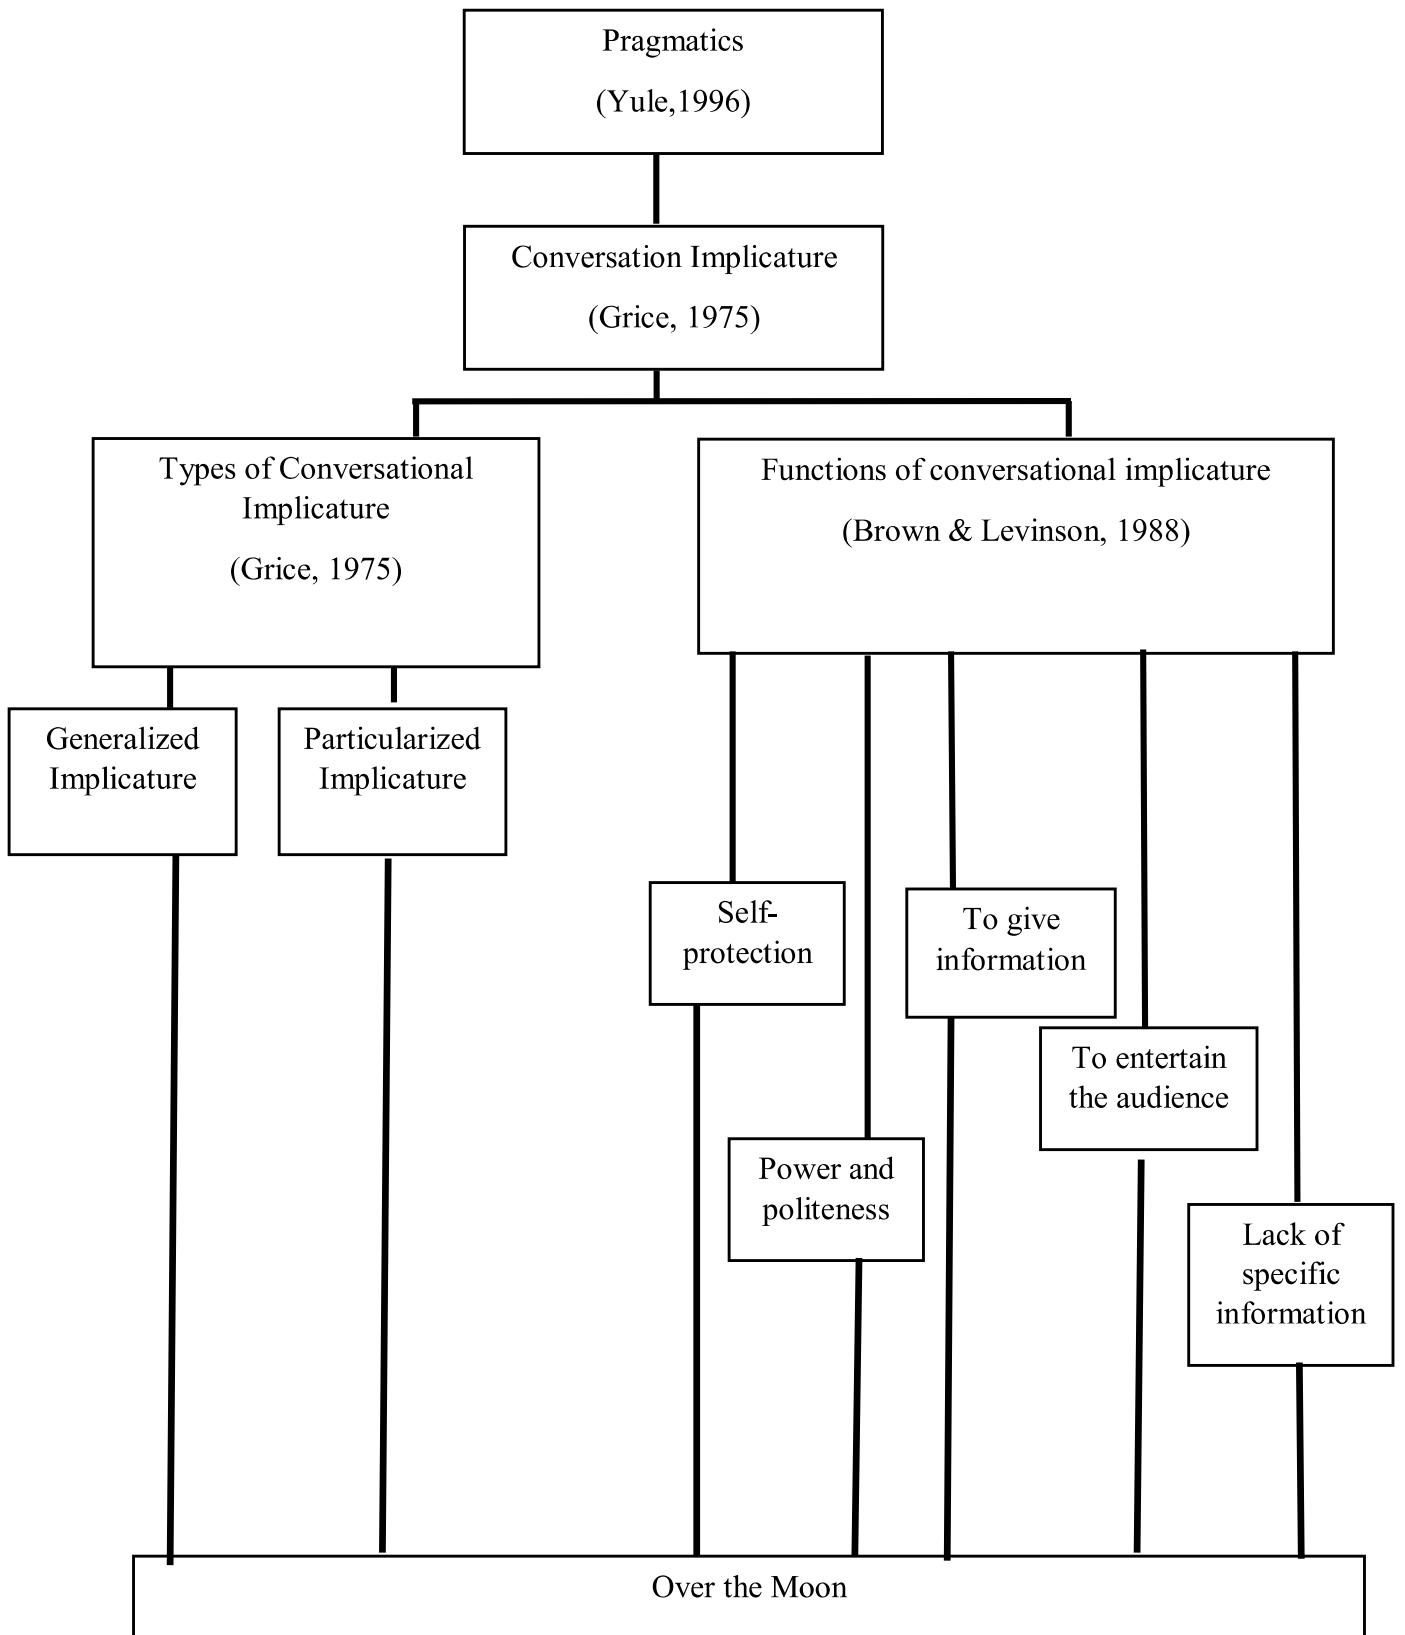 Pragmatics
(Yule,1996)
Conversation Implicature
(Grice, 1975)
Types of Conversational
Implicature
(Grice, 1975)
Functions of conversational implicature
(Brown & Levinson, 1988)
Generalized
Implicature
Particularized
Implicature
Self-
protection
To give
information
To entertain
the audience
Power and
politeness
Lack of
specific
information
Over the Moon